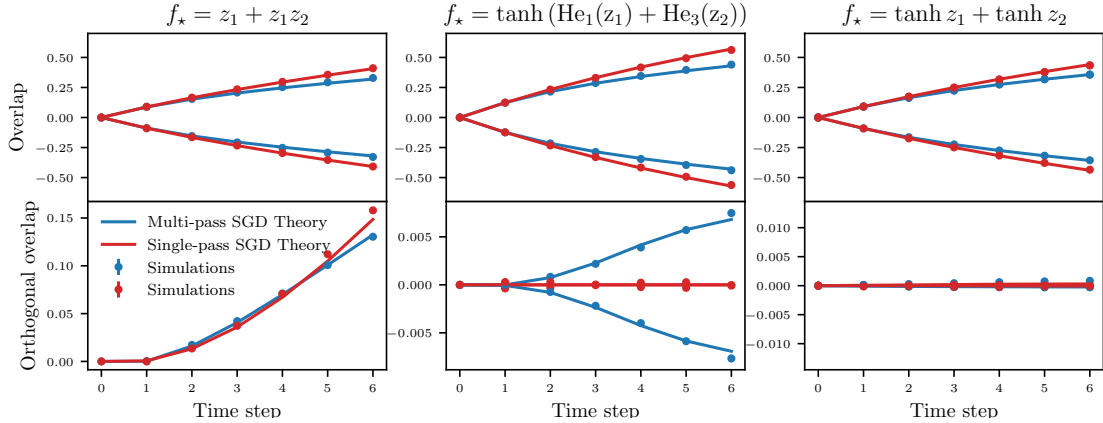 f⋆ = z₁ + z₁z₂
f⋆ = tanh (He₁(z₁) + He₃(z₂))
f⋆ = tanh z₁ + tanh z₂
Overlap
0.50
0.25
0.00
−0.25
−0.50
0.50
0.25
0.00
−0.25
−0.50
0.50
0.25
0.00
−0.25
−0.50
Orthogonal overlap
0.15
0.10
0.05
0.00
Multi-pass SGD Theory
Single-pass SGD Theory
Simulations
Simulations
0.005
0.000
−0.005
0.010
0.005
0.000
−0.005
−0.010
0 1 2 3 4 5 6
0 1 2 3 4 5 6
0 1 2 3 4 5 6
Time step
Time step
Time step